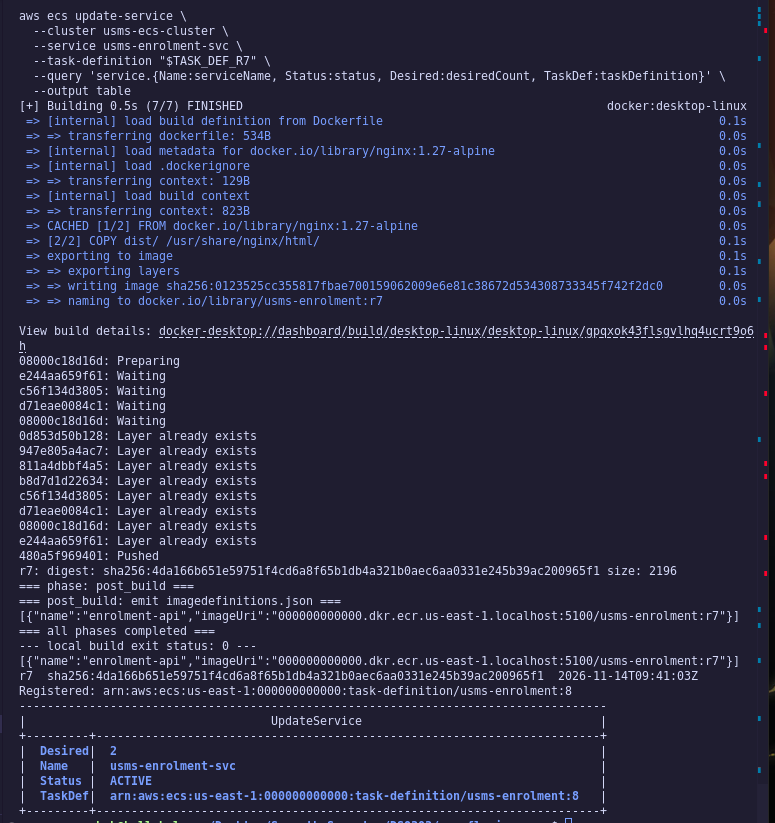 aws ecs update-service \
  --cluster usms-ecs-cluster \
  --service usms-enrolment-svc \
  --task-definition "$TASK_DEF_R7" \
  --query 'service.{Name:serviceName, Status:status, Desired:desiredCount, TaskDef:taskDefinition}' \
  --output table
[+] Building 0.5s (7/7) FINISHED docker:desktop-linux
 => [internal] load build definition from Dockerfile 0.1s
 => => transferring dockerfile: 534B 0.0s
 => [internal] load metadata for docker.io/library/nginx:1.27-alpine 0.0s
 => [internal] load .dockerignore 0.0s
 => => transferring context: 129B 0.0s
 => [internal] load build context 0.0s
 => => transferring context: 823B 0.0s
 => CACHED [1/2] FROM docker.io/library/nginx:1.27-alpine 0.0s
 => [2/2] COPY dist/ /usr/share/nginx/html/ 0.1s
 => exporting to image 0.1s
 => => exporting layers 0.1s
 => => writing image sha256:0123525cc355817fbae700159062009e6e81c38672d534308733345f742f2dc0 0.0s
 => => naming to docker.io/library/usms-enrolment:r7 0.0s
View build details: docker-desktop://dashboard/build/desktop-linux/desktop-linux/gpqxok43flsgvlhq4ucrt9o6
h
08000c18d16d: Preparing
e244aa659f61: Waiting
c56f134d3805: Waiting
d71eae0084c1: Waiting
08000c18d16d: Waiting
0d853d50b128: Layer already exists
947e805a4ac7: Layer already exists
811a4dbbf4a5: Layer already exists
b8d7d1d22634: Layer already exists
c56f134d3805: Layer already exists
d71eae0084c1: Layer already exists
08000c18d16d: Layer already exists
e244aa659f61: Layer already exists
480a5f969401: Pushed
r7: digest: sha256:4da166b651e59751f4cd6a8f65b1db4a321b0aec6aa0331e245b39ac200965f1 size: 2196
=== phase: post_build ===
=== post_build: emit imagedefinitions.json ===
[{"name":"enrolment-api","imageUri":"000000000000.dkr.ecr.us-east-1.localhost:5100/usms-enrolment:r7"}]
=== all phases completed ===
--- local build exit status: 0 ---
[{"name":"enrolment-api","imageUri":"000000000000.dkr.ecr.us-east-1.localhost:5100/usms-enrolment:r7"}]
r7  sha256:4da166b651e59751f4cd6a8f65b1db4a321b0aec6aa0331e245b39ac200965f1  2026-11-14T09:41:03Z
Registered: arn:aws:ecs:us-east-1:000000000000:task-definition/usms-enrolment:8
-----------------------------------------------------------------------------------
|                                  UpdateService                                  |
+---------+-----------------------------------------------------------------------+
|  Desired|  2                                                                    |
|  Name   |  usms-enrolment-svc                                                   |
|  Status |  ACTIVE                                                               |
|  TaskDef|  arn:aws:ecs:us-east-1:000000000000:task-definition/usms-enrolment:8  |
+---------+-----------------------------------------------------------------------+